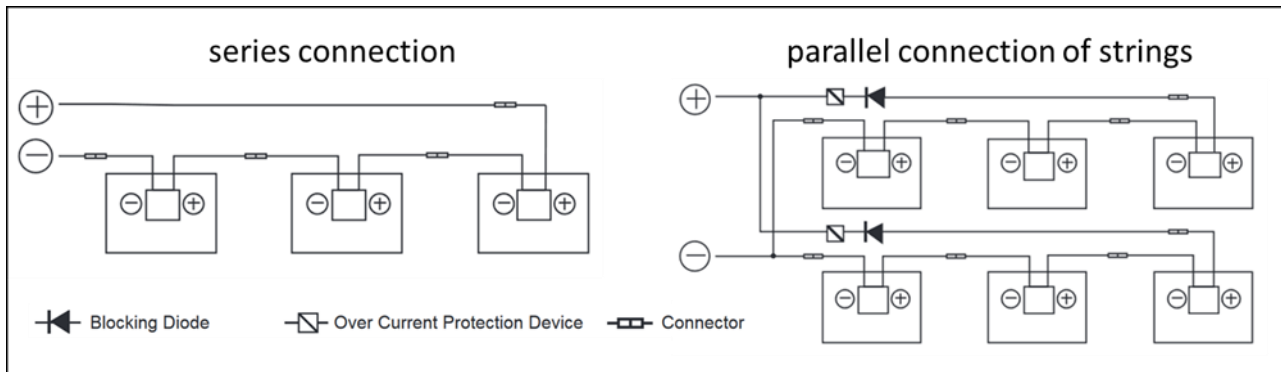 series connection
parallel connection of strings
+
−
− +
− +
− +
+
−
− +
− +
− +
− +
− +
− +
Blocking Diode
Over Current Protection Device
Connector